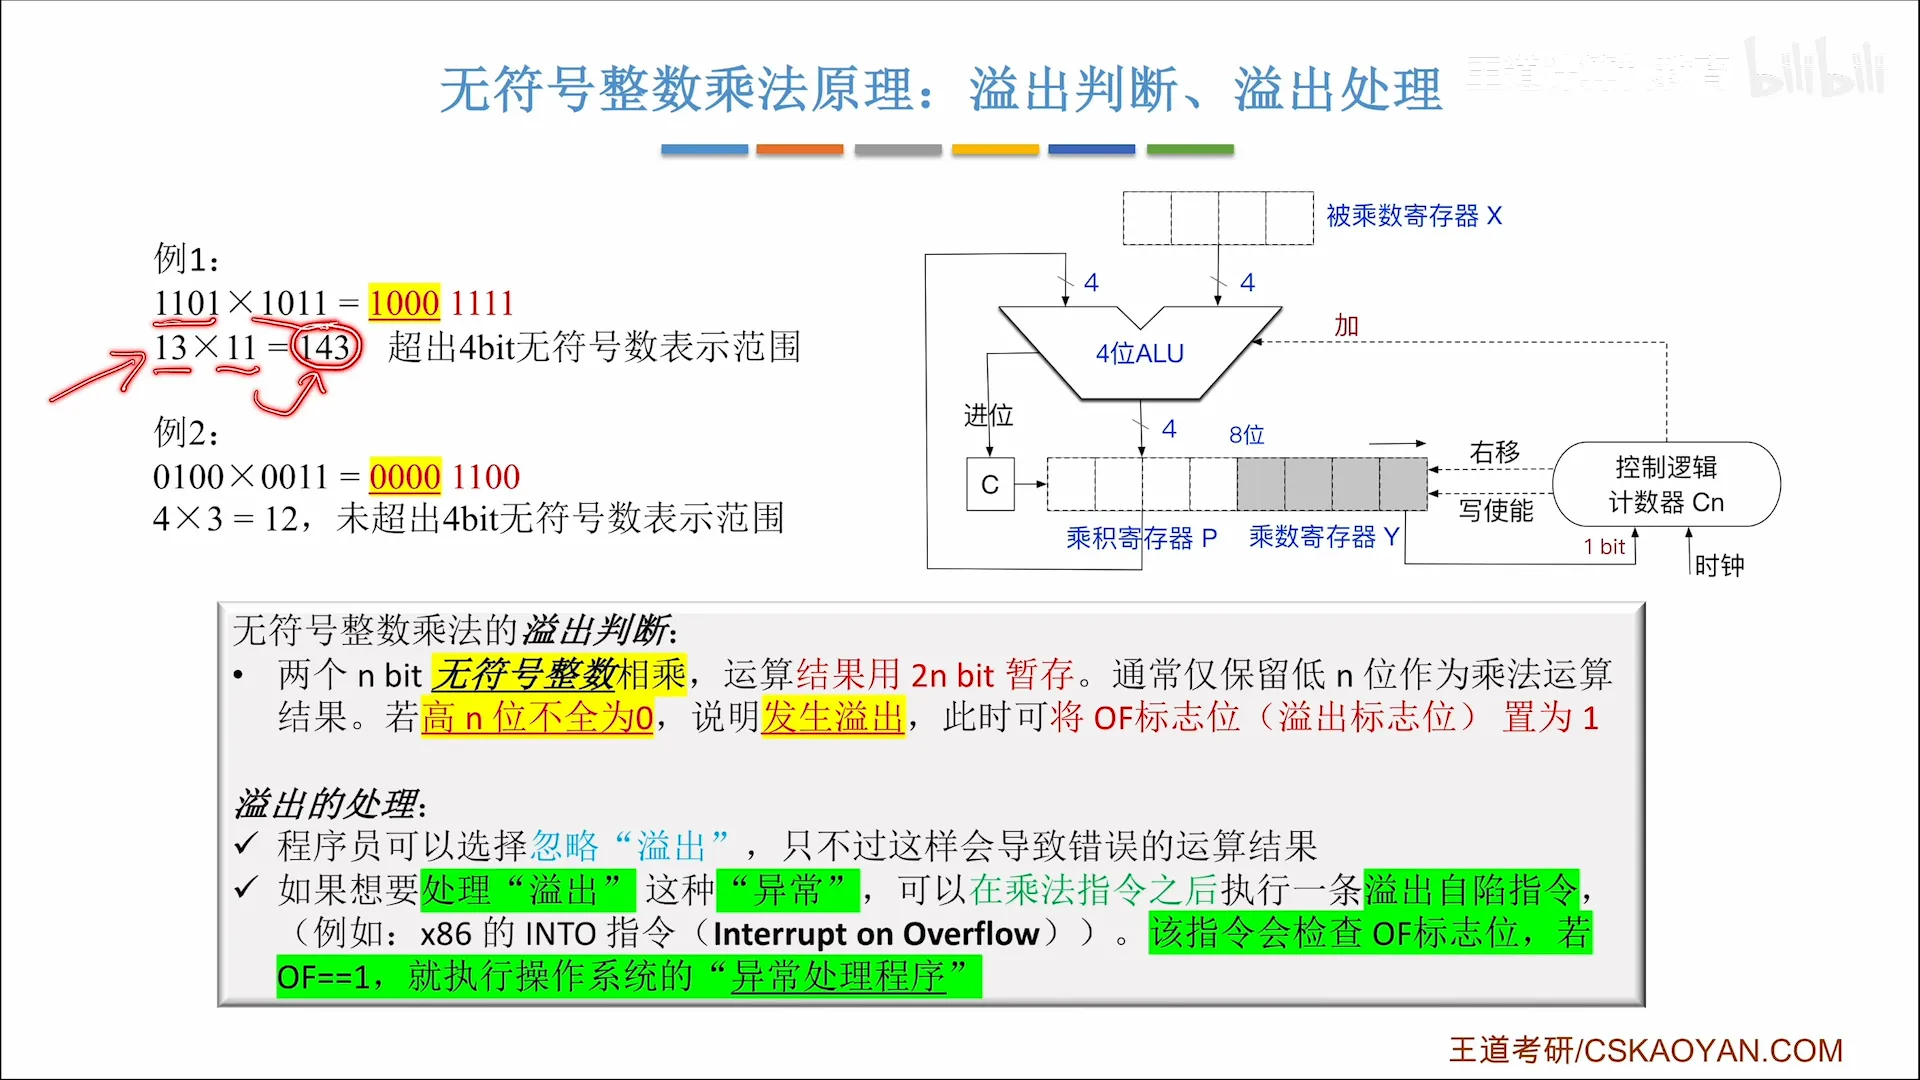 无符号整数乘法原理：溢出判断、溢出处理
bilibili
例1：
1101×1011 = 1000 1111
13×11 = 143 超出4bit无符号数表示范围
例2：
0100×0011 = 0000 1100
4×3 = 12，未超出4bit无符号数表示范围
被乘数寄存器 X
4
4
加
4位ALU
进位
4
8位
右移
C
控制逻辑
计数器 Cn
写使能
乘积寄存器 P
乘数寄存器 Y
1 bit
时钟
无符号整数乘法的溢出判断：
• 两个 n bit 无符号整数相乘，运算结果用 2n bit 暂存。通常仅保留低 n 位作为乘法运算
结果。若高 n 位不全为0，说明发生溢出，此时可将 OF标志位（溢出标志位） 置为 1
溢出的处理：
✓ 程序员可以选择忽略“溢出”，只不过这样会导致错误的运算结果
✓ 如果想要处理“溢出”这种“异常”，可以在乘法指令之后执行一条溢出自陷指令，
（例如：x86 的 INTO 指令（Interrupt on Overflow））。该指令会检查 OF标志位，若
OF==1，就执行操作系统的“异常处理程序”
王道考研/CSKAOYAN.COM